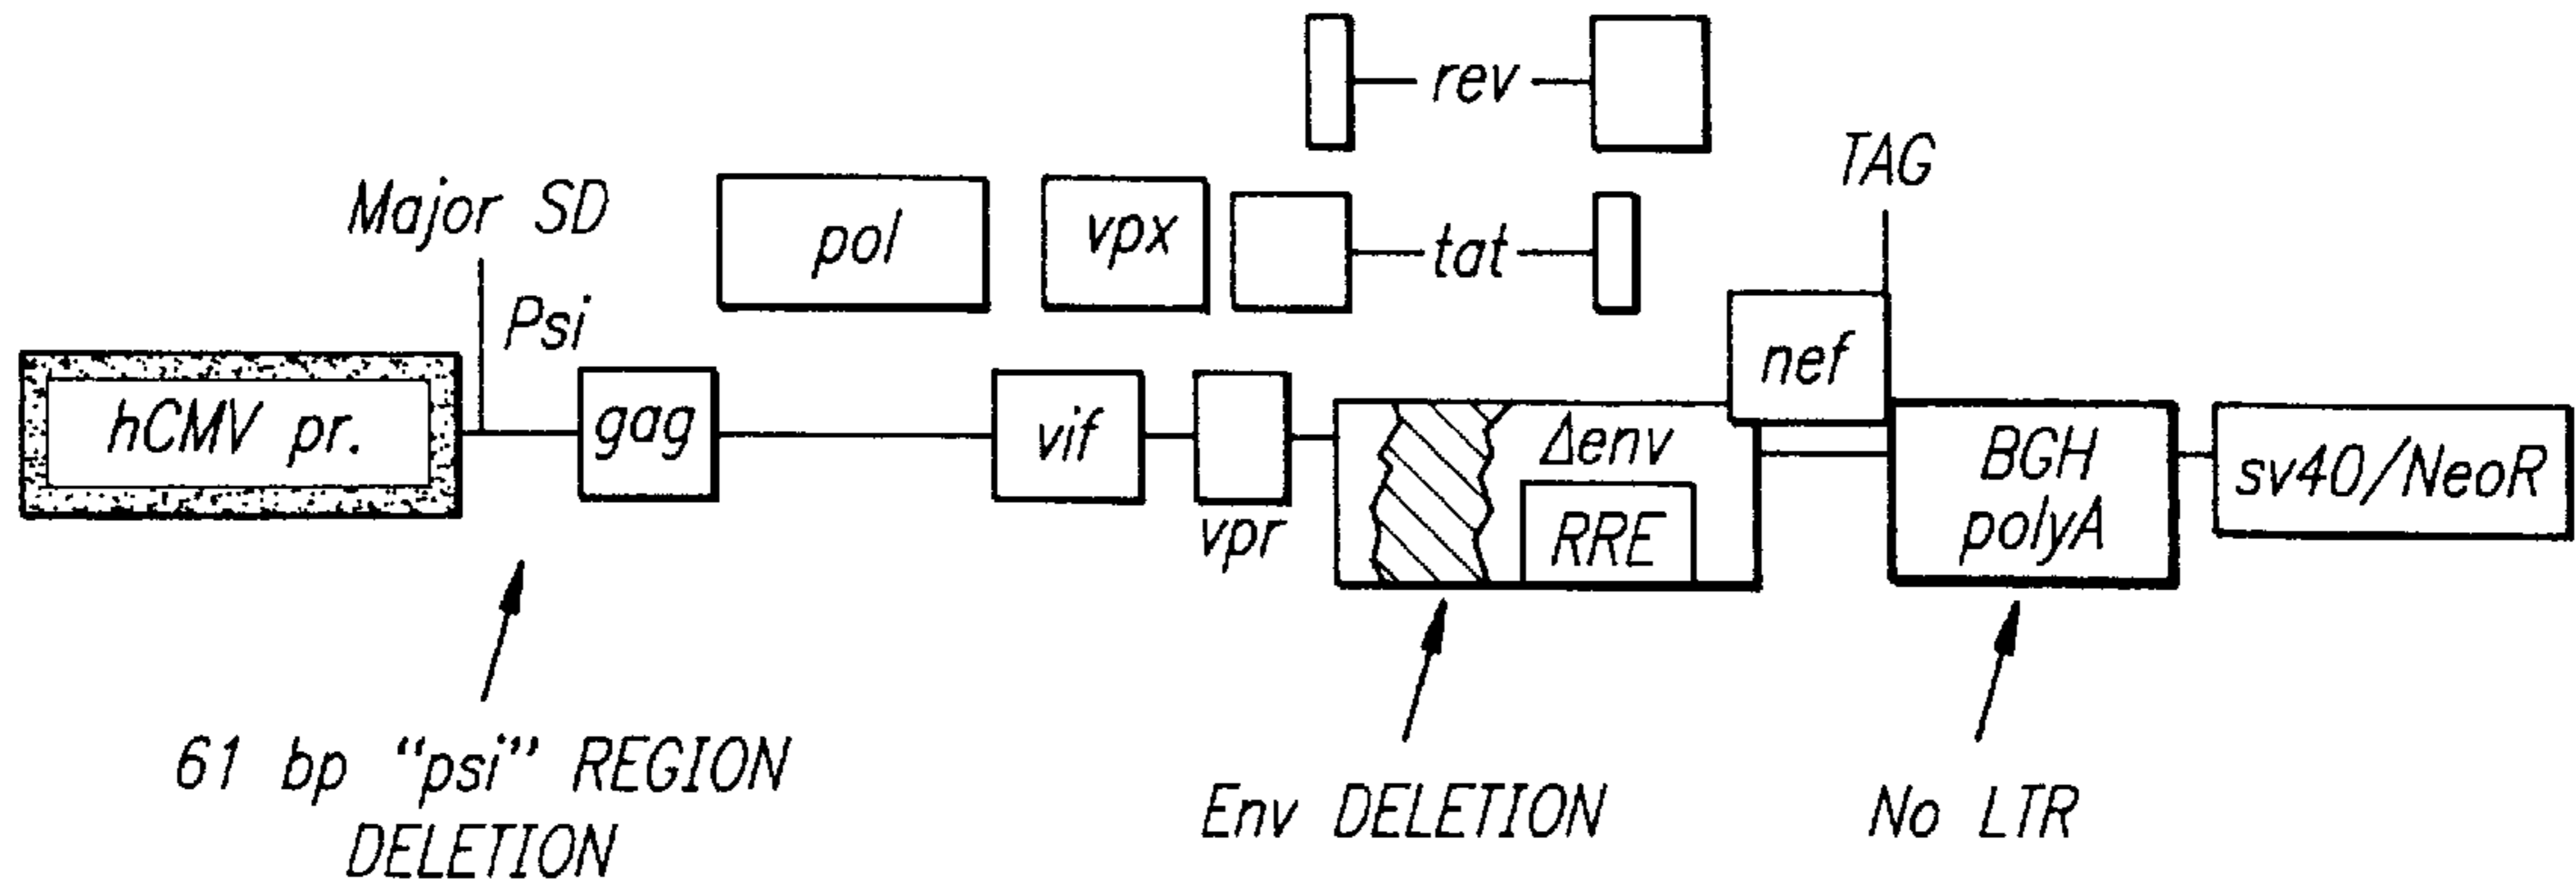 rev
TAG
Major SD
pol
vpx
tat
Psi
nef
hCMV pr.
gag
vif
vpr
Δenv
RRE
BGH
polyA
sv40/NeoR
61 bp “psi” REGION
DELETION
Env DELETION
No LTR